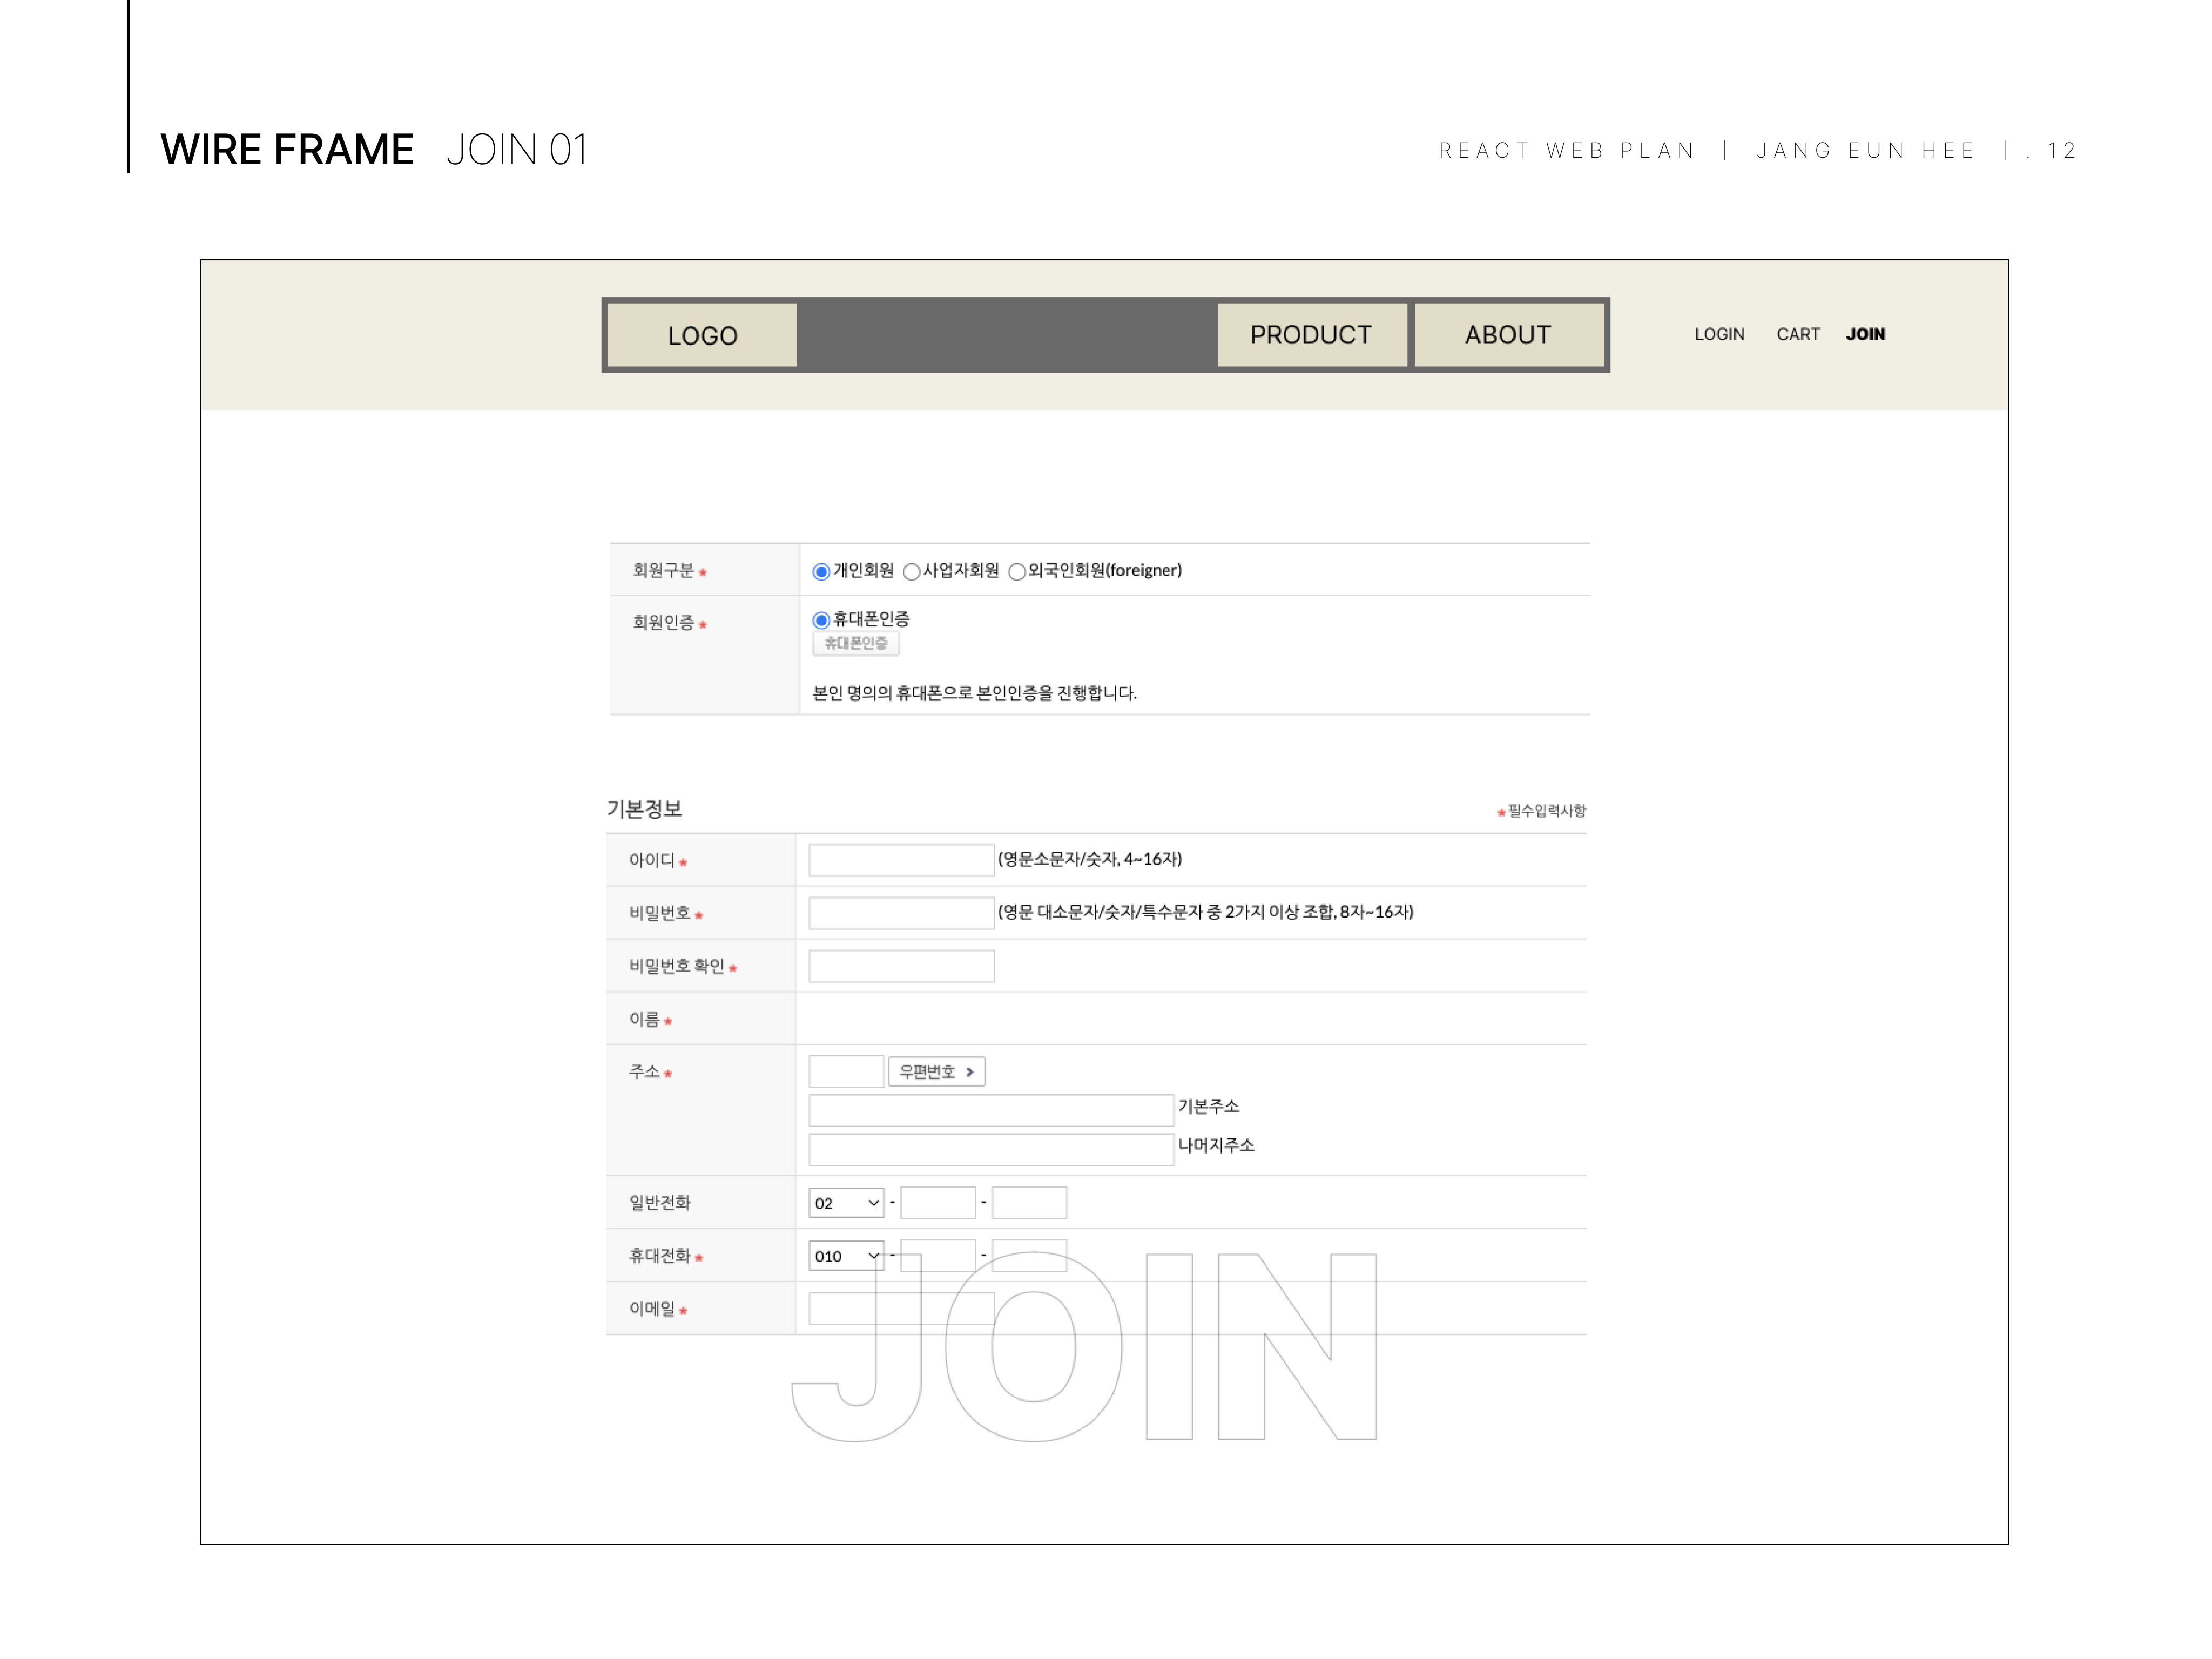 WIRE FRAME JOIN 01
REACT WEB PLAN | JANG EUN HEE | . 12
LOGO PRODUCT ABOUT LOGIN CART JOIN
회원구분 * 개인회원 사업자회원 외국인회원(foreigner)
회원인증 * 휴대폰인증
휴대폰인증
본인 명의의 휴대폰으로 본인인증을 진행합니다.
기본정보 * 필수입력사항
아이디 * (영문소문자/숫자, 4~16자)
비밀번호 * (영문 대소문자/숫자/특수문자 중 2가지 이상 조합, 8자~16자)
비밀번호 확인 *
이름 *
주소 * 우편번호 >
기본주소
나머지주소
일반전화 02 - -
휴대전화 * 010 - -
이메일 *
JOIN